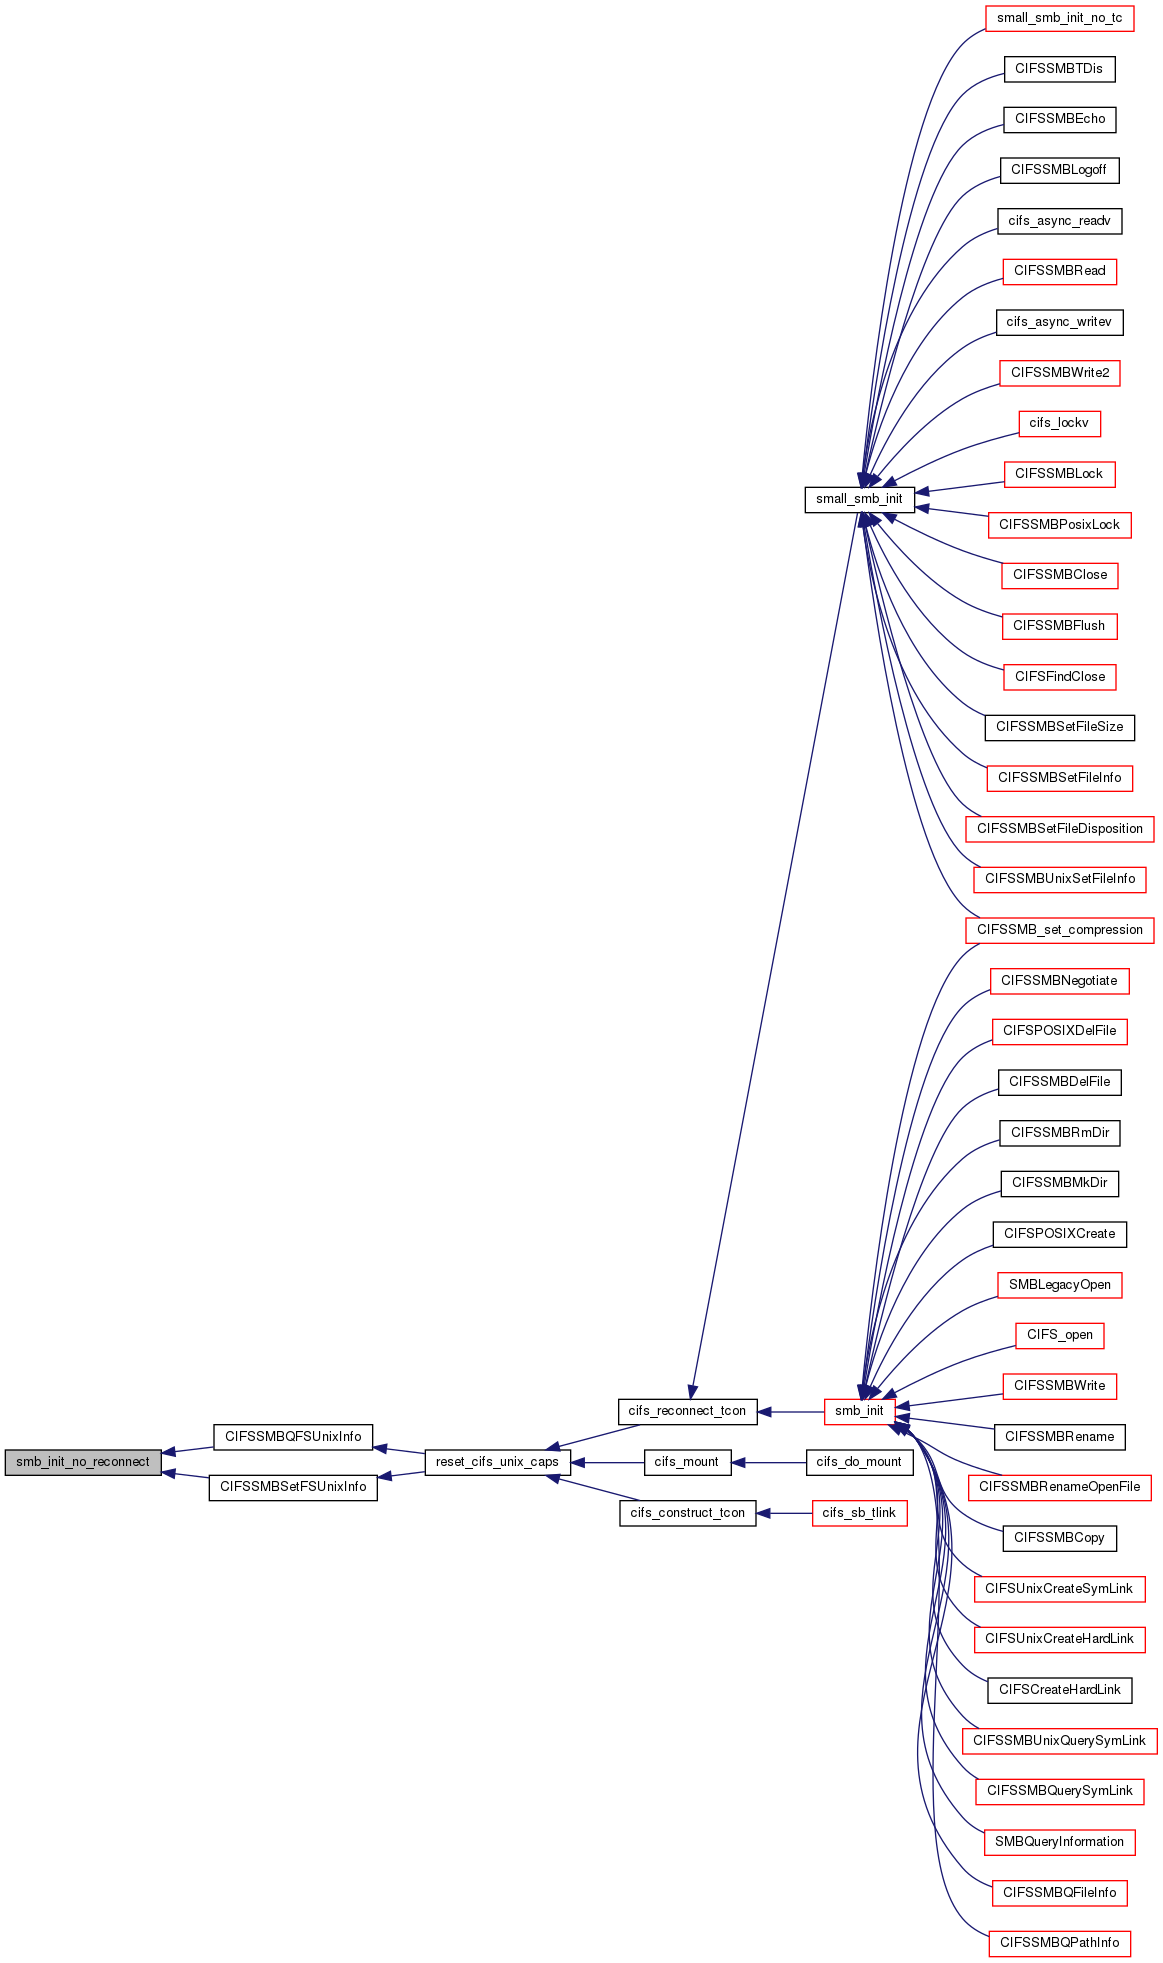 small_smb_init_no_tc
CIFSSMBTDis
CIFSSMBEcho
CIFSSMBLogoff
cifs_async_readv
CIFSSMBRead
cifs_async_writev
CIFSSMBWrite2
cifs_lockv
CIFSSMBLock
small_smb_init
CIFSSMBPosixLock
CIFSSMBClose
CIFSSMBFlush
CIFSFindClose
CIFSSMBSetFileSize
CIFSSMBSetFileInfo
CIFSSMBSetFileDisposition
CIFSSMBUnixSetFileInfo
CIFSSMB_set_compression
CIFSSMBNegotiate
CIFSPOSIXDelFile
CIFSSMBDelFile
CIFSSMBRmDir
CIFSSMBMkDir
CIFSPOSIXCreate
SMBLegacyOpen
CIFS_open
CIFSSMBWrite
cifs_reconnect_tcon
smb_init
CIFSSMBQFSUnixInfo
CIFSSMBRename
smb_init_no_reconnect
reset_cifs_unix_caps
cifs_mount
cifs_do_mount
CIFSSMBSetFSUnixInfo
CIFSSMBRenameOpenFile
cifs_construct_tcon
cifs_sb_tlink
CIFSSMBCopy
CIFSUnixCreateSymLink
CIFSUnixCreateHardLink
CIFSCreateHardLink
CIFSSMBUnixQuerySymLink
CIFSSMBQuerySymLink
SMBQueryInformation
CIFSSMBQFileInfo
CIFSSMBQPathInfo